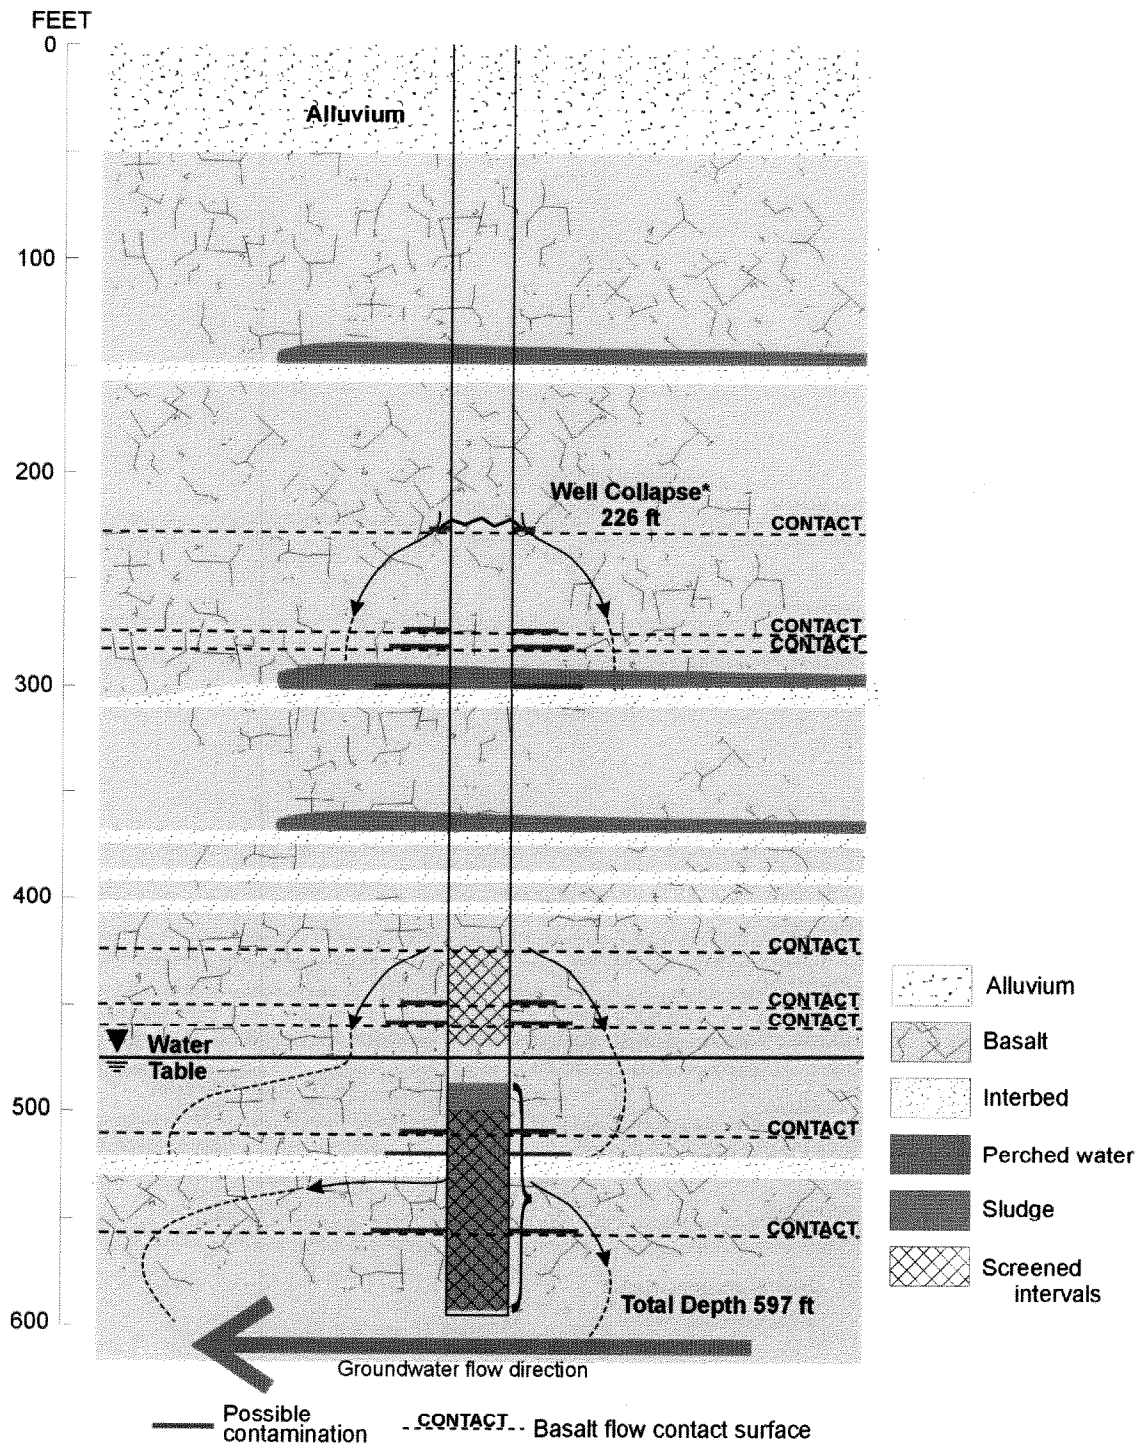 FEET
0
Alluvium
100
200
Well Collapse*
226 ft
CONTACT
CONTACT
CONTACT
300
400
CONTACT
CONTACT
CONTACT
Water
Table
500
CONTACT
CONTACT
Total Depth 597 ft
600
Groundwater flow direction
Alluvium
Basalt
Interbed
Perched water
Sludge
Screened
intervals
Possible
contamination
CONTACT
Basalt flow contact surface